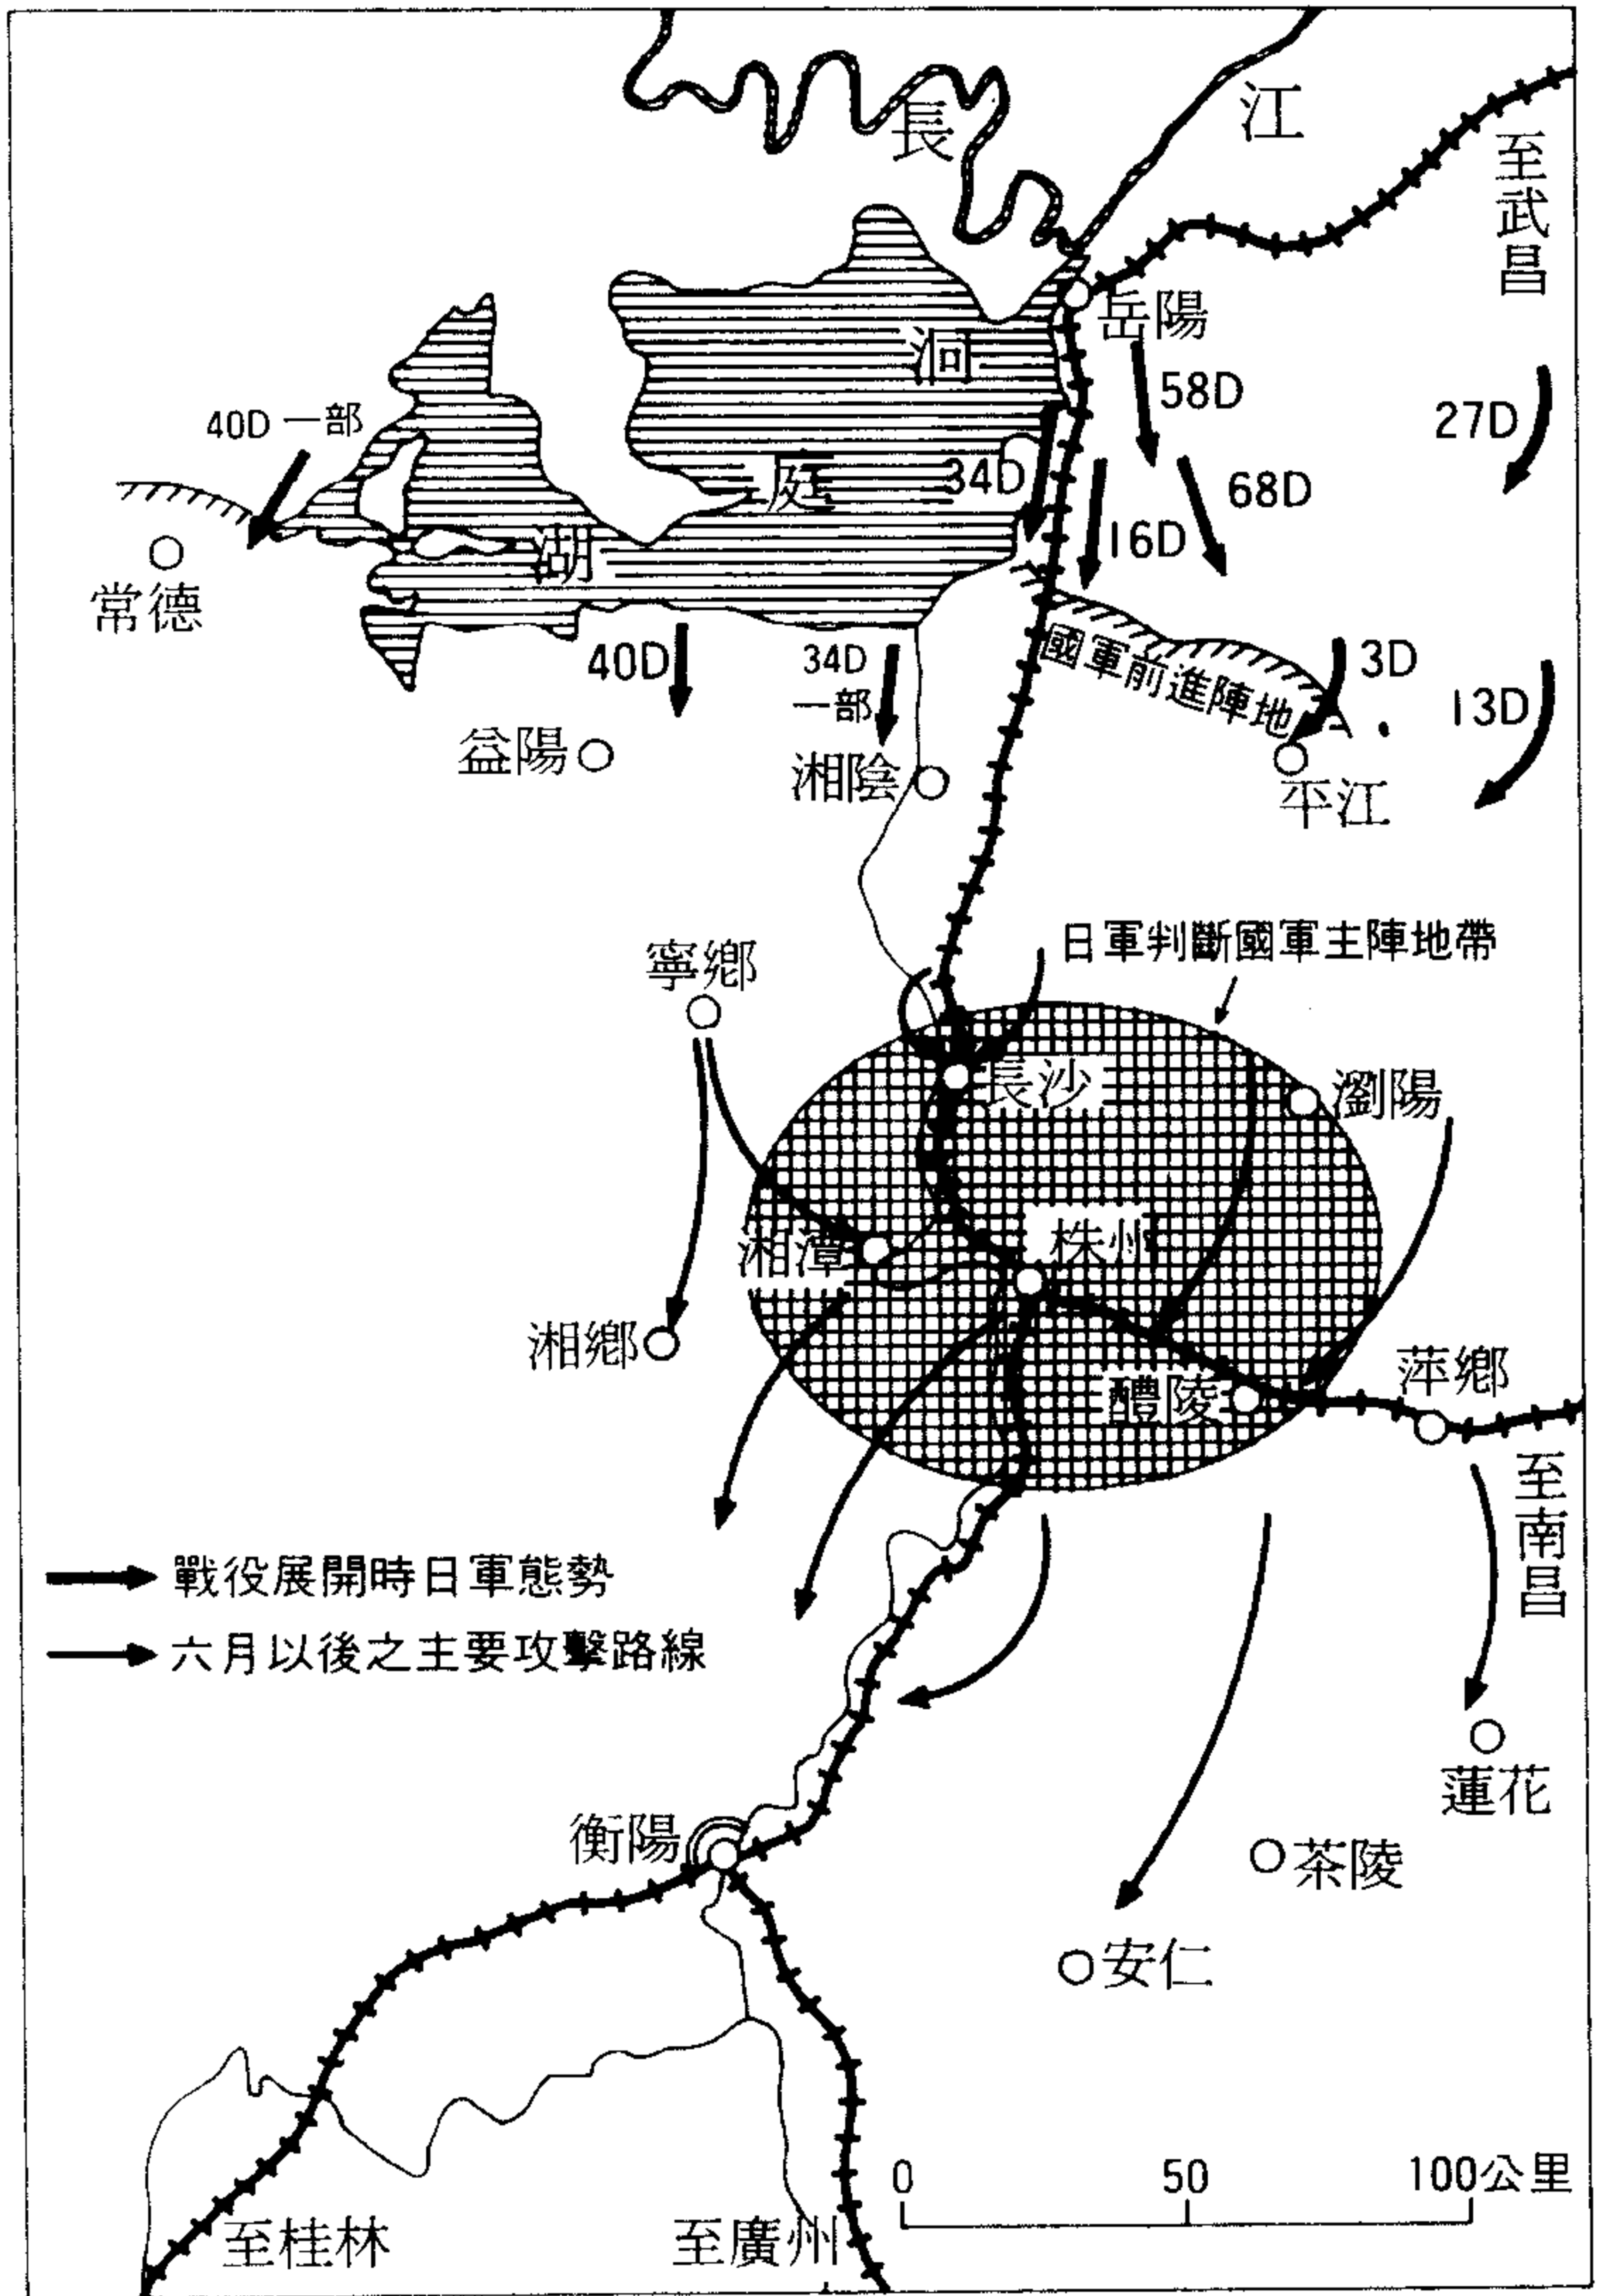 長
江
至武昌
岳陽
洞
庭
湖
58D
27D
40D 一部
34D
68D
16D
常德
國軍前進陣地
3D
13D
40D
34D
一部
益陽
湘陰
平江
日軍判斷國軍主陣地帶
寧鄉
長沙
瀏陽
湘潭
株州
湘鄉
醴陵
萍鄉
至南昌
戰役展開時日軍態勢
六月以後之主要攻擊路線
蓮花
衡陽
茶陵
安仁
0
50
100公里
至桂林
至廣州